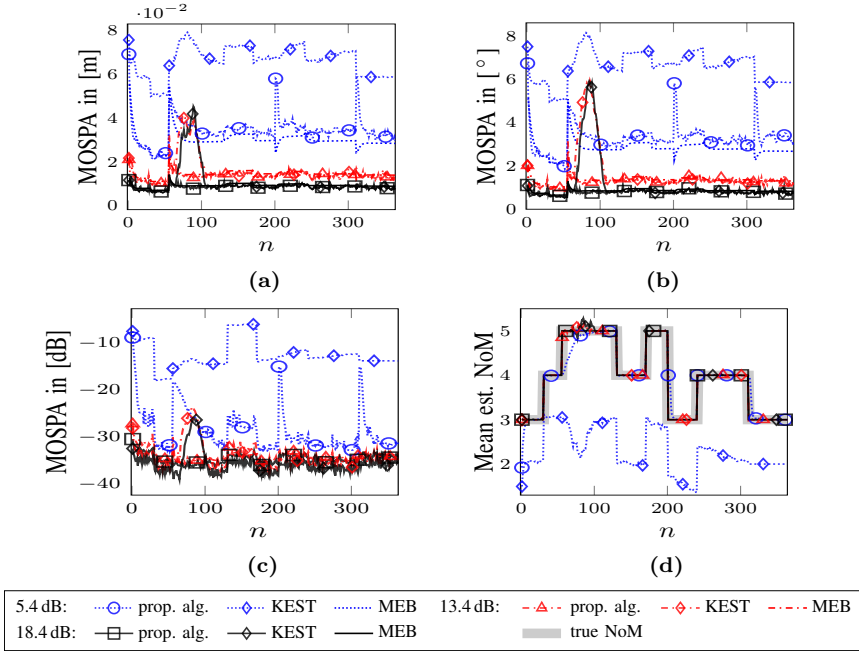 ·10⁻²
8
6
4
2
0
MOSPA in [m]
0 100 200 300
n
(a)
8
6
4
2
0
MOSPA in [°]
0 100 200 300
n
(b)
−10
−20
−30
−40
MOSPA in [dB]
0 100 200 300
n
(c)
5
4
3
2
Mean est. NoM
0 100 200 300
n
(d)
5.4 dB: prop. alg. KEST MEB 13.4 dB: prop. alg. KEST MEB
18.4 dB: prop. alg. KEST MEB true NoM